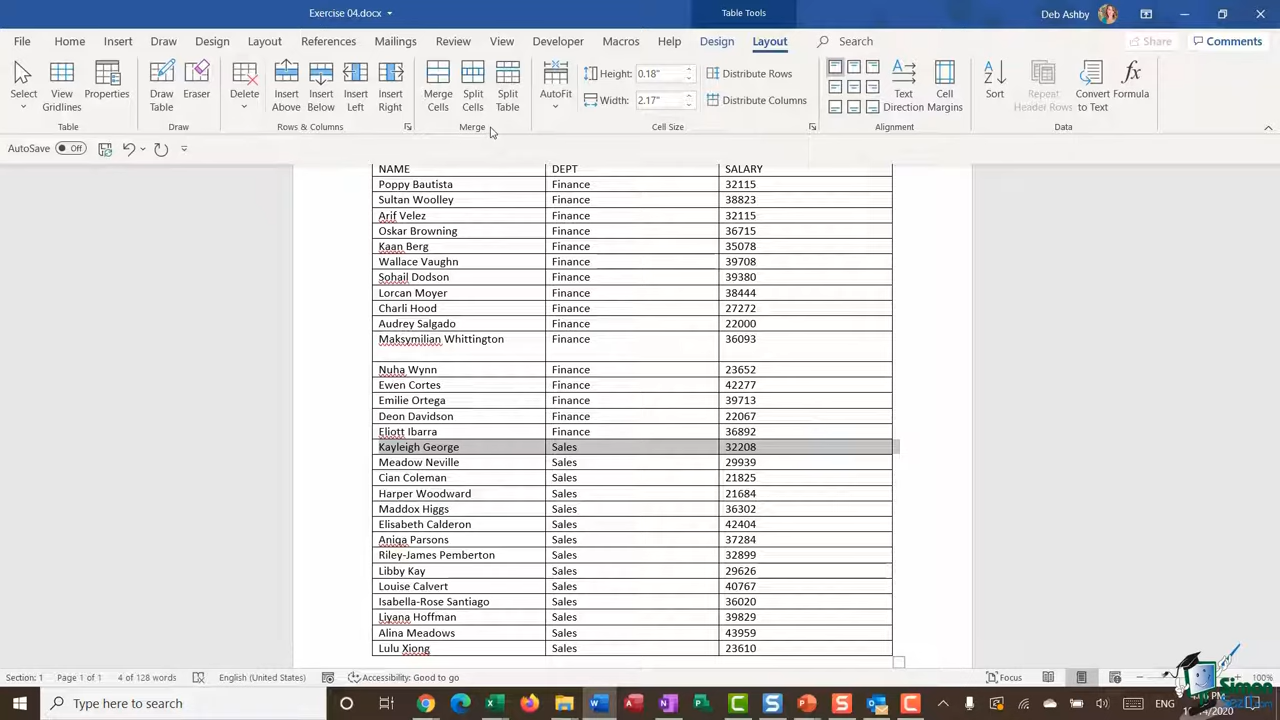 Exercise 04.docx
Table Tools
Deb Ashby
File Home Insert Draw Design Layout References Mailings Review View Developer Macros Help Design Layout Search Share Comments
Select
View Gridlines
Properties
Table
Draw Table
Eraser
Draw
Delete
Insert Above
Insert Below
Insert Left
Insert Right
Rows & Columns
Merge Cells
Split Cells
Split Table
Merge
AutoFit
Height: 0.18"
Width: 2.17"
Distribute Rows
Distribute Columns
Cell Size
Text Direction
Cell Margins
Alignment
Sort
Repeat Header Rows
Convert to Text
Formula
Data
AutoSave Off
NAME DEPT SALARY
Poppy Bautista Finance 32115
Sultan Woolley Finance 38823
Arif Velez Finance 32115
Oskar Browning Finance 36715
Kaan Berg Finance 35078
Wallace Vaughn Finance 39708
Sohail Dodson Finance 39380
Lorcan Moyer Finance 38444
Charli Hood Finance 27272
Audrey Salgado Finance 22000
Maksymilian Whittington Finance 36093
Nuha Wynn Finance 23652
Ewen Cortes Finance 42277
Emilie Ortega Finance 39713
Deon Davidson Finance 22067
Eliott Ibarra Finance 36892
Kayleigh George Sales 32208
Meadow Neville Sales 29939
Cian Coleman Sales 21825
Harper Woodward Sales 21684
Maddox Higgs Sales 36302
Elisabeth Calderon Sales 42404
Aniqa Parsons Sales 37284
Riley-James Pemberton Sales 32899
Libby Kay Sales 29626
Louise Calvert Sales 40767
Isabella-Rose Santiago Sales 36020
Liyana Hoffman Sales 39829
Alina Meadows Sales 43959
Lulu Xiong Sales 23610
Section: 1 Page 1 of 1 4 of 128 words English (United States) Accessibility: Good to go Focus 100%
Type here to search
ENG
Simon